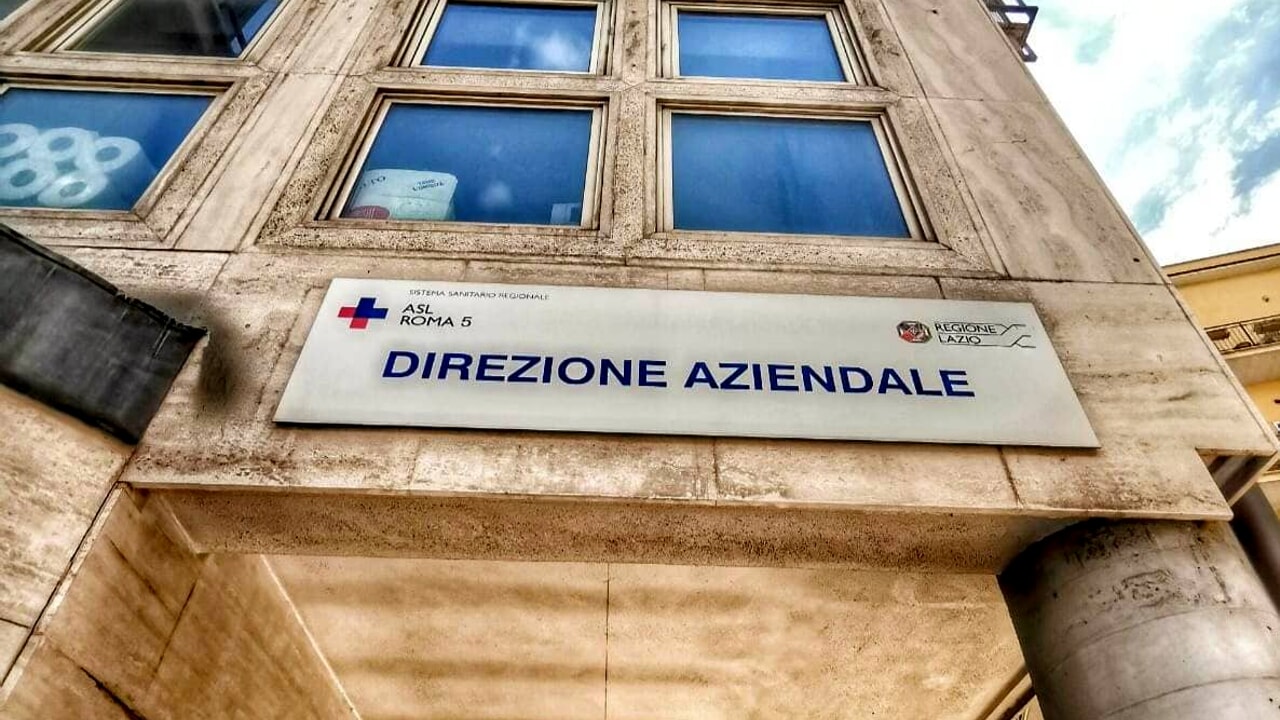 SISTEMA SANITARIO REGIONALE
ASL
ROMA 5
REGIONE
LAZIO
DIREZIONE AZIENDALE